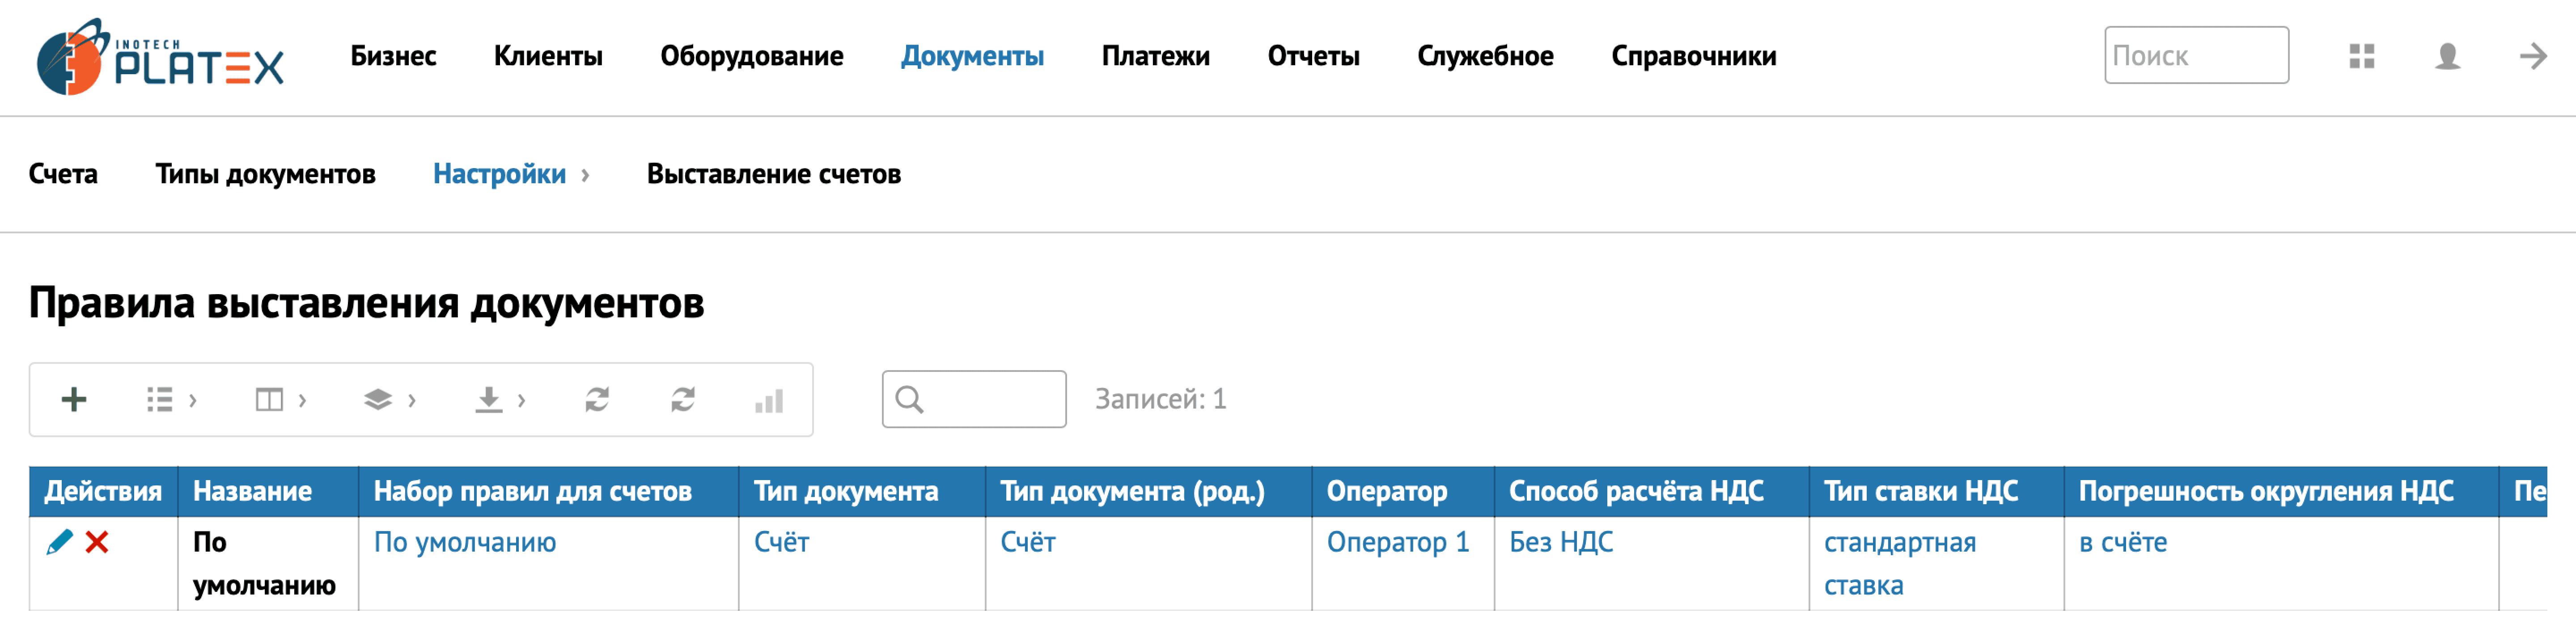 INOTECH
PLATEX
Бизнес Клиенты Оборудование Документы Платежи Отчеты Служебное Справочники Поиск
Счета Типы документов Настройки Выставление счетов
Правила выставления документов
Записей: 1
Действия Название Набор правил для счетов Тип документа Тип документа (род.) Оператор Способ расчёта НДС Тип ставки НДС Погрешность округления НДС Пе
По умолчанию По умолчанию Счёт Счёт Оператор 1 Без НДС стандартная ставка в счёте